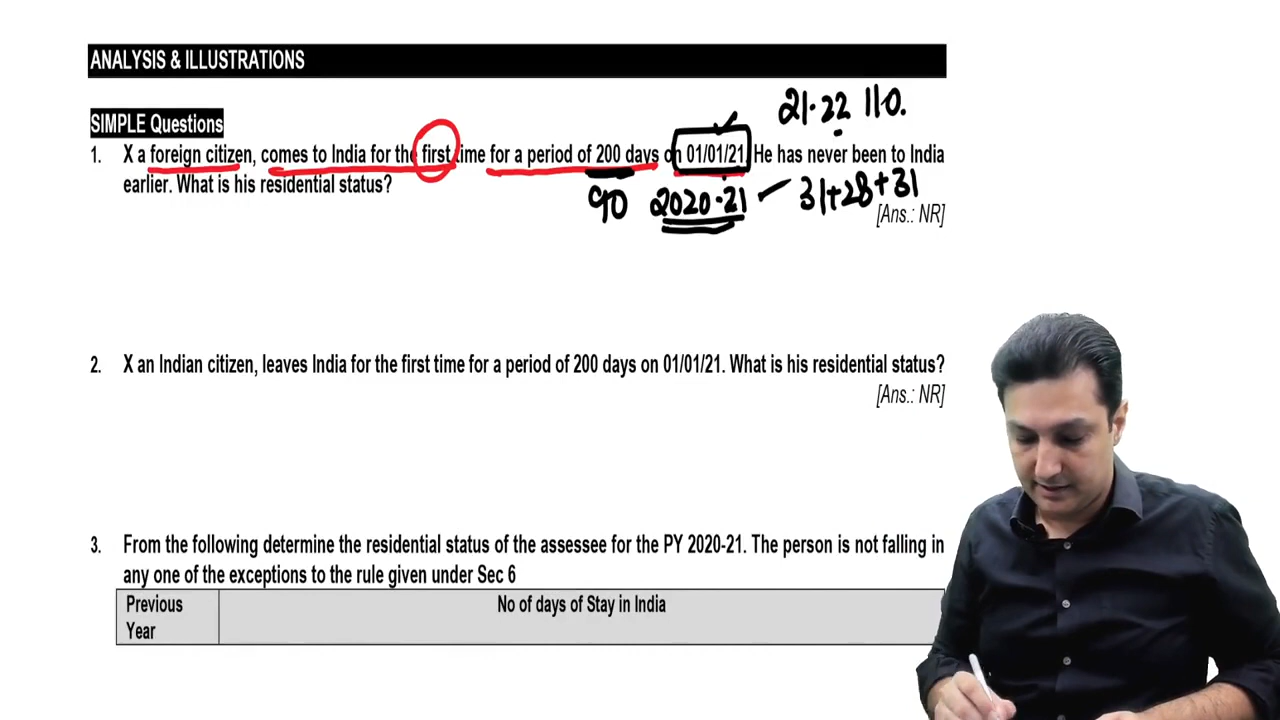 ANALYSIS & ILLUSTRATIONS
21·22 110.
SIMPLE Questions
1. X a foreign citizen, comes to India for the first time for a period of 200 days on 01/01/21. He has never been to India
earlier. What is his residential status?
90 2020-21 31+28+31
[Ans.: NR]
2. X an Indian citizen, leaves India for the first time for a period of 200 days on 01/01/21. What is his residential status?
[Ans.: NR]
3. From the following determine the residential status of the assessee for the PY 2020-21. The person is not falling in
any one of the exceptions to the rule given under Sec 6
Previous
Year
No of days of Stay in India